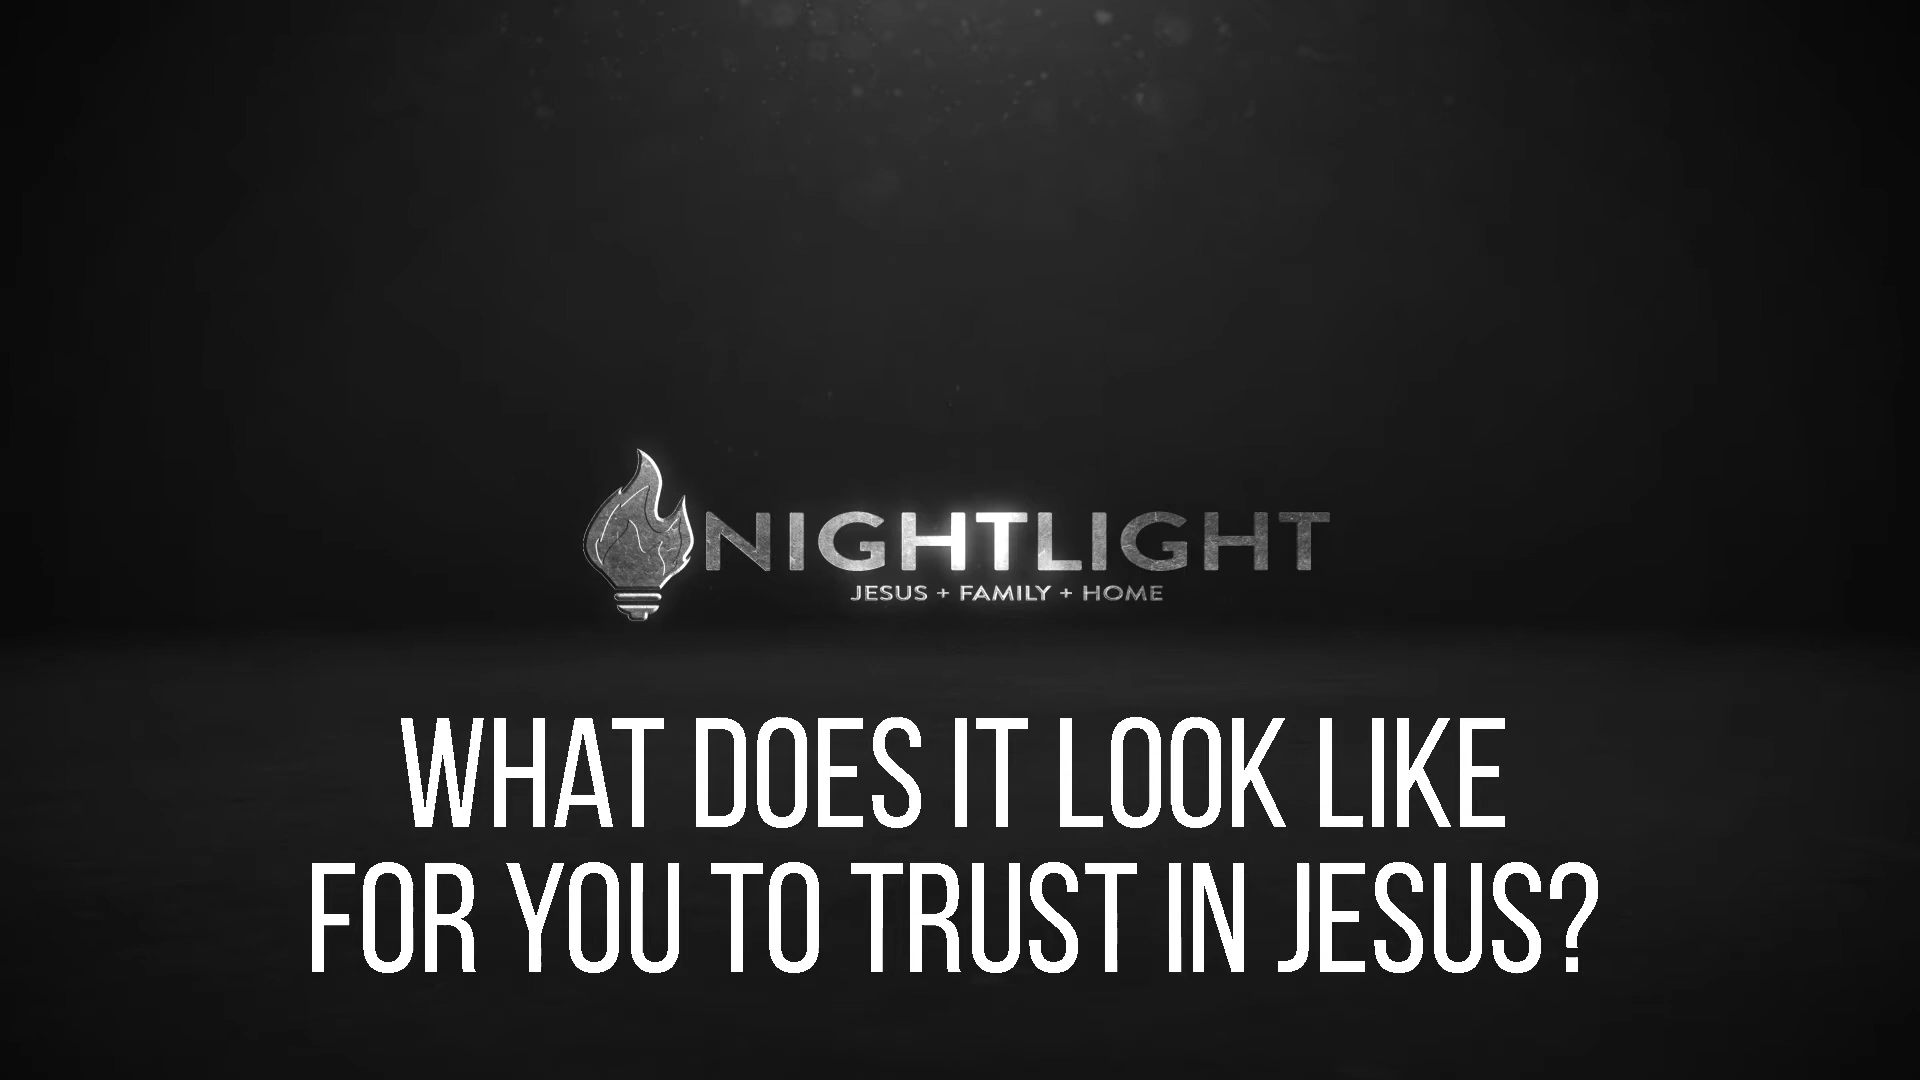 NIGHTLIGHT
JESUS + FAMILY + HOME
WHAT DOES IT LOOK LIKE
FOR YOU TO TRUST IN JESUS?